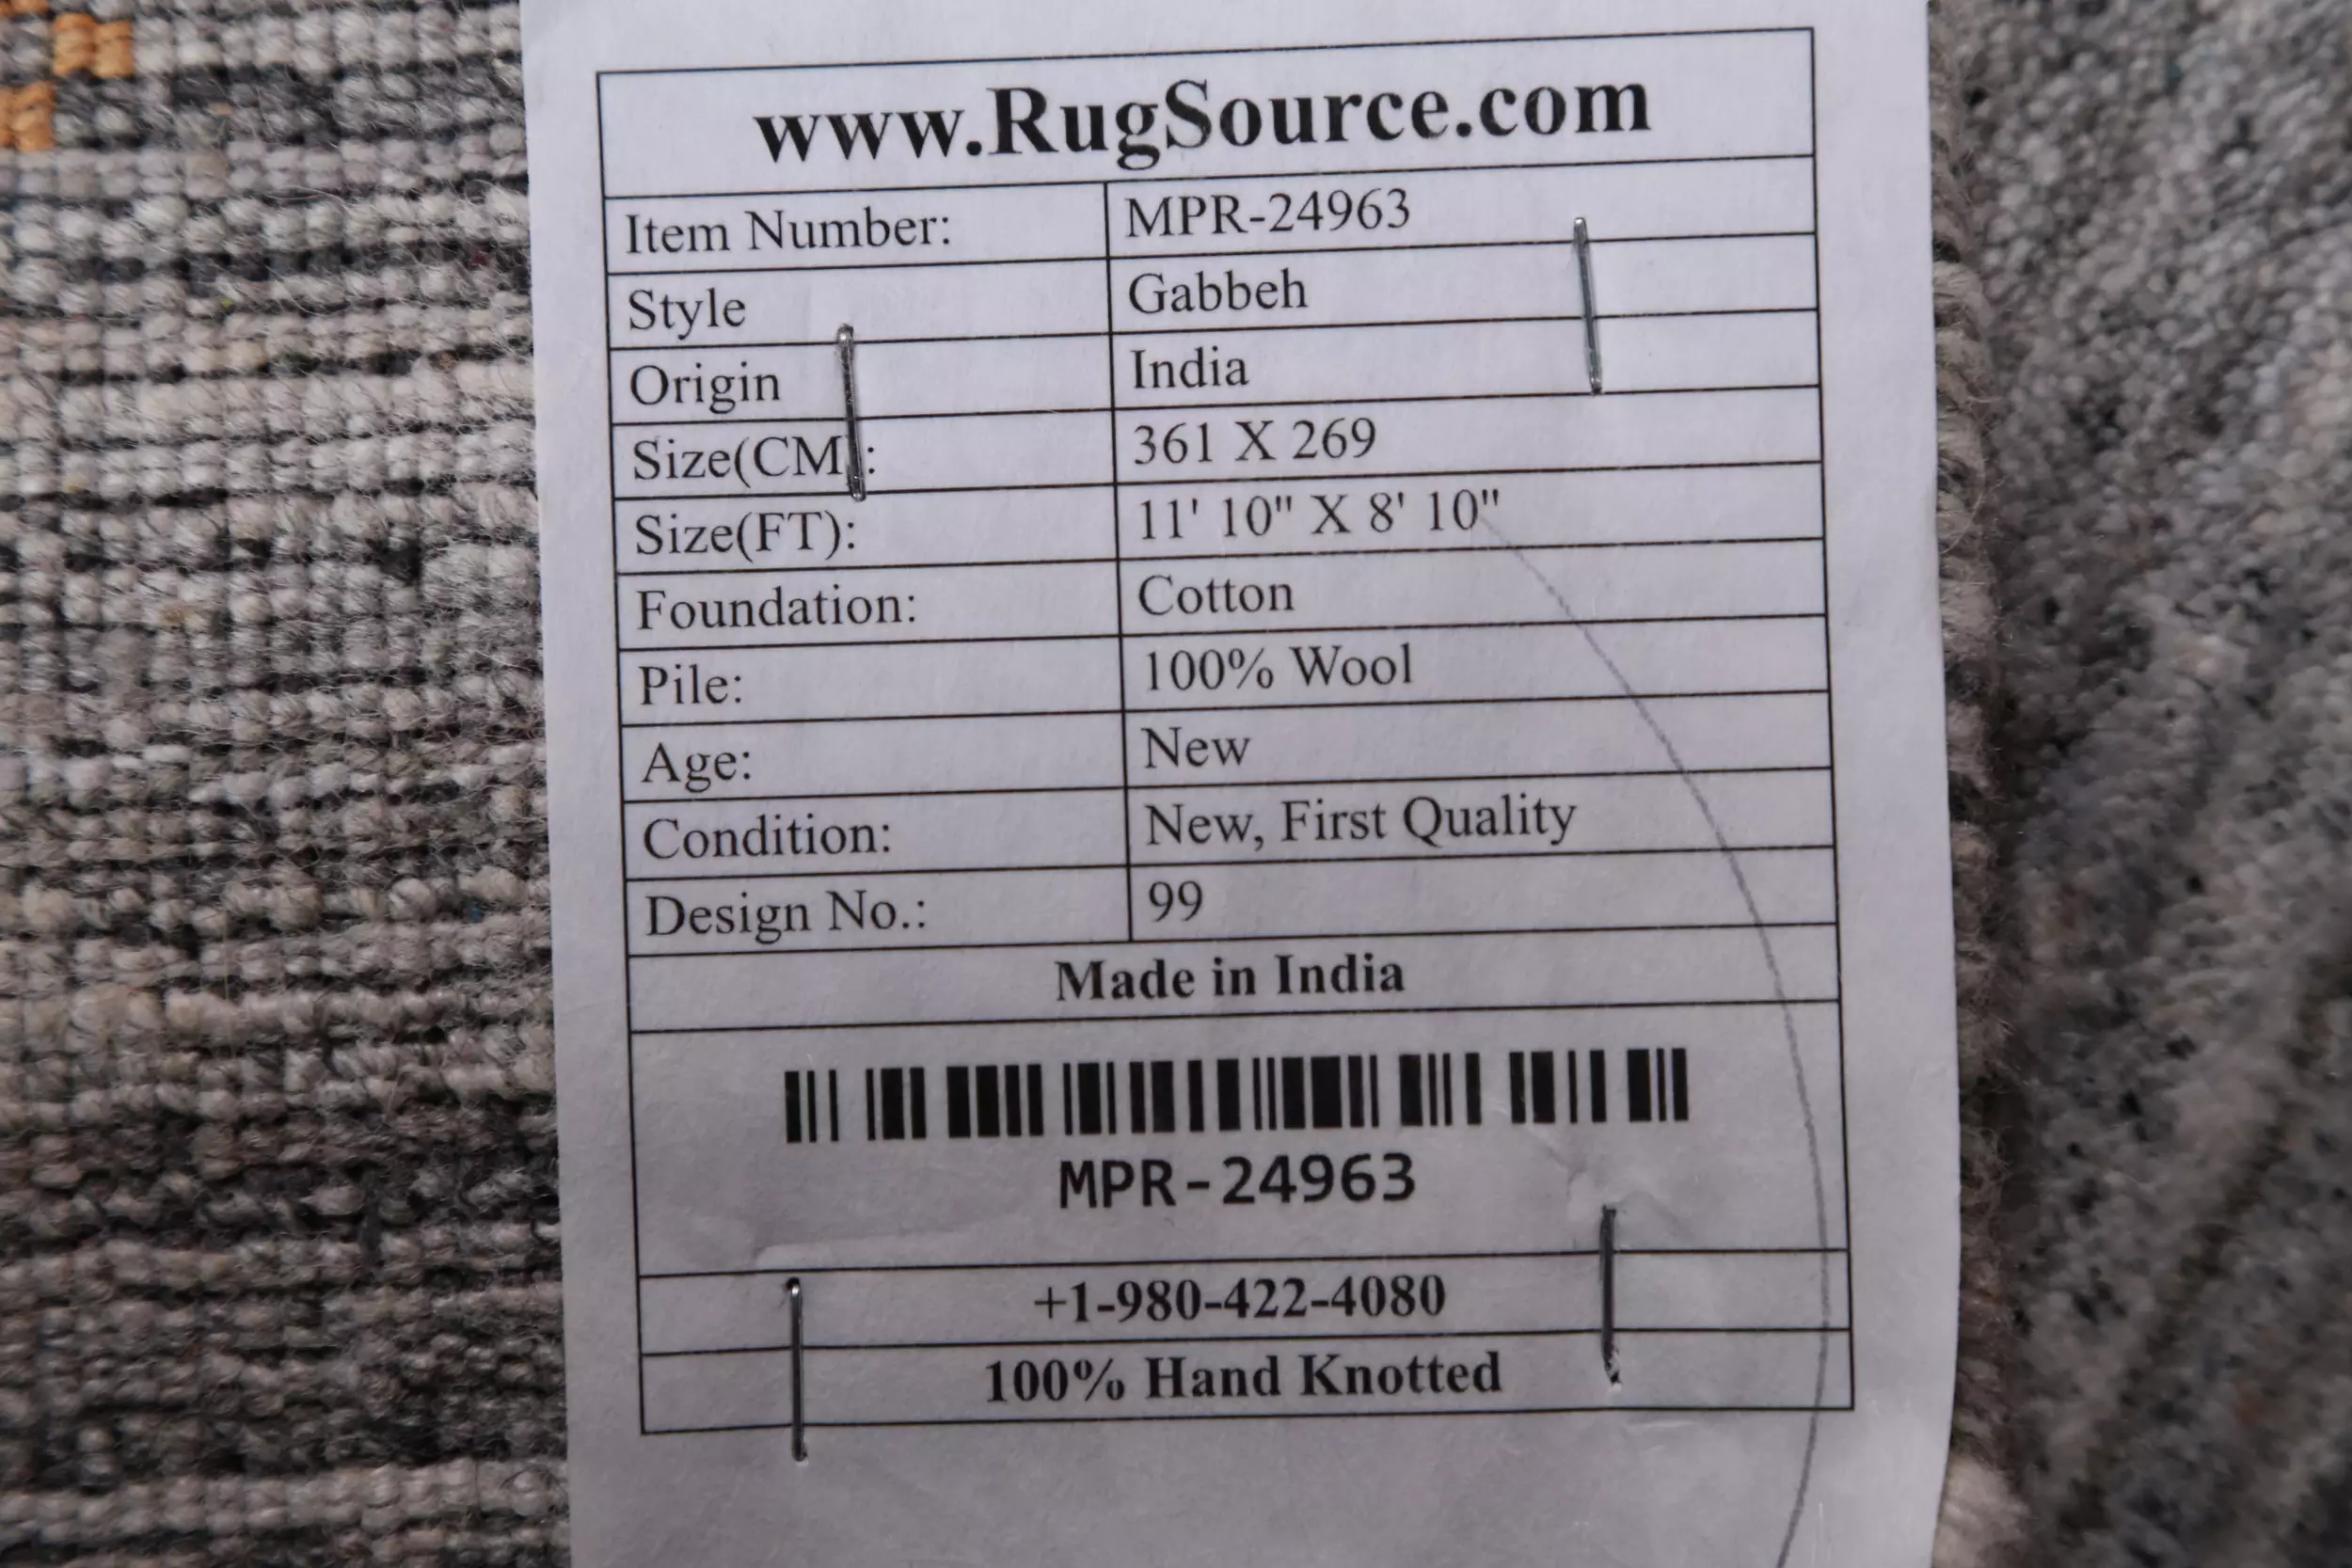 www.RugSource.com
Item Number: MPR-24963
Style Gabbeh
Origin India
Size(CM): 361 X 269
Size(FT): 11' 10" X 8' 10"
Foundation: Cotton
Pile: 100% Wool
Age: New
Condition: New, First Quality
Design No.: 99
Made in India
MPR-24963
+1-980-422-4080
100% Hand Knotted